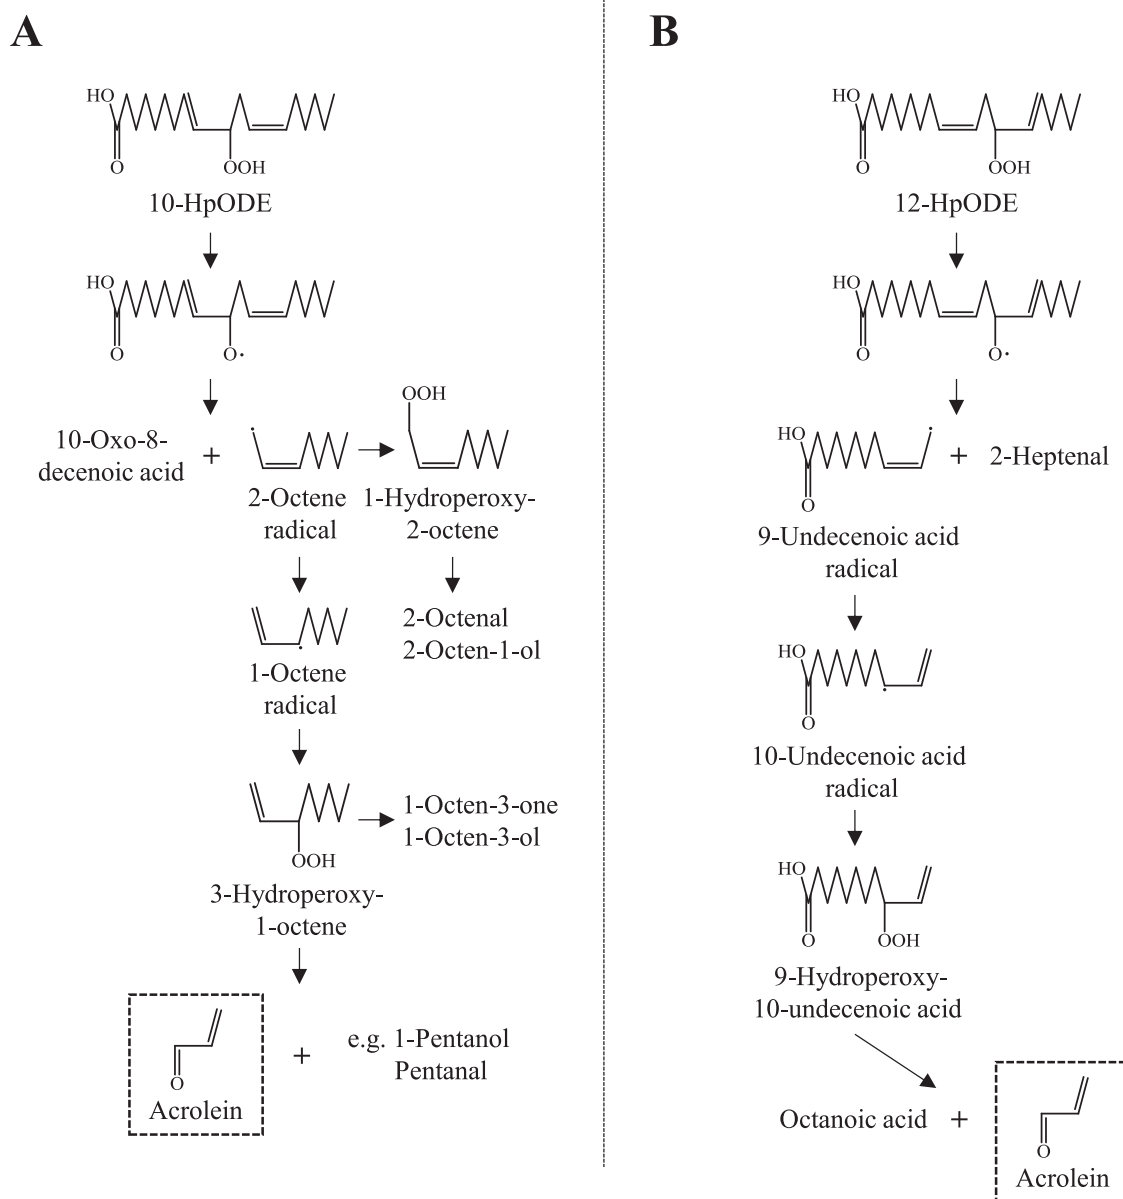 A
HO
O
OOH
10-HpODE
HO
O
O·
10-Oxo-8-
decenoic acid
+
·
2-Octene
radical
OOH
1-Hydroperoxy-
2-octene
·
1-Octene
radical
2-Octenal
2-Octen-1-ol
OOH
3-Hydroperoxy-
1-octene
1-Octen-3-one
1-Octen-3-ol
O
Acrolein
+
e.g. 1-Pentanol
Pentanal
B
HO
O
OOH
12-HpODE
HO
O
O·
HO
O
·
9-Undecenoic acid
radical
+
2-Heptenal
HO
O
·
10-Undecenoic acid
radical
HO
O
OOH
9-Hydroperoxy-
10-undecenoic acid
Octanoic acid
+
O
Acrolein